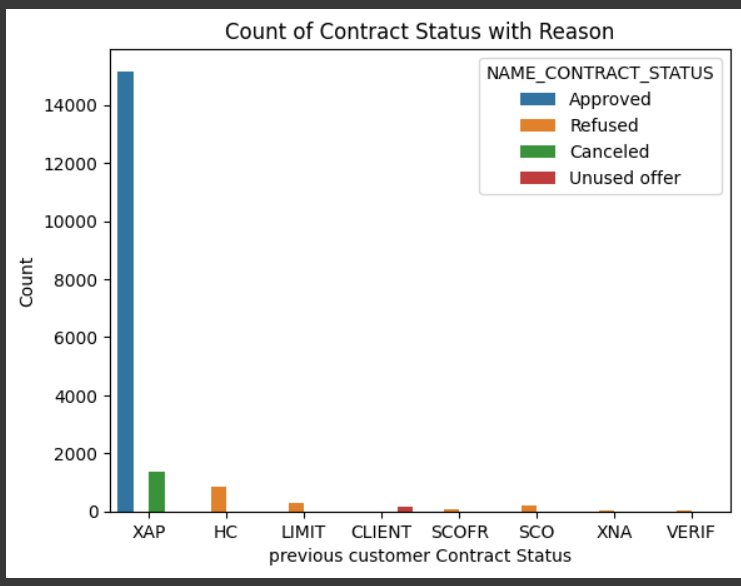 Count of Contract Status with Reason
NAME_CONTRACT_STATUS
Approved
Refused
Canceled
Unused offer
Count
14000
12000
10000
8000
6000
4000
2000
0
XAP HC LIMIT CLIENT SCOFR SCO XNA VERIF
previous customer Contract Status